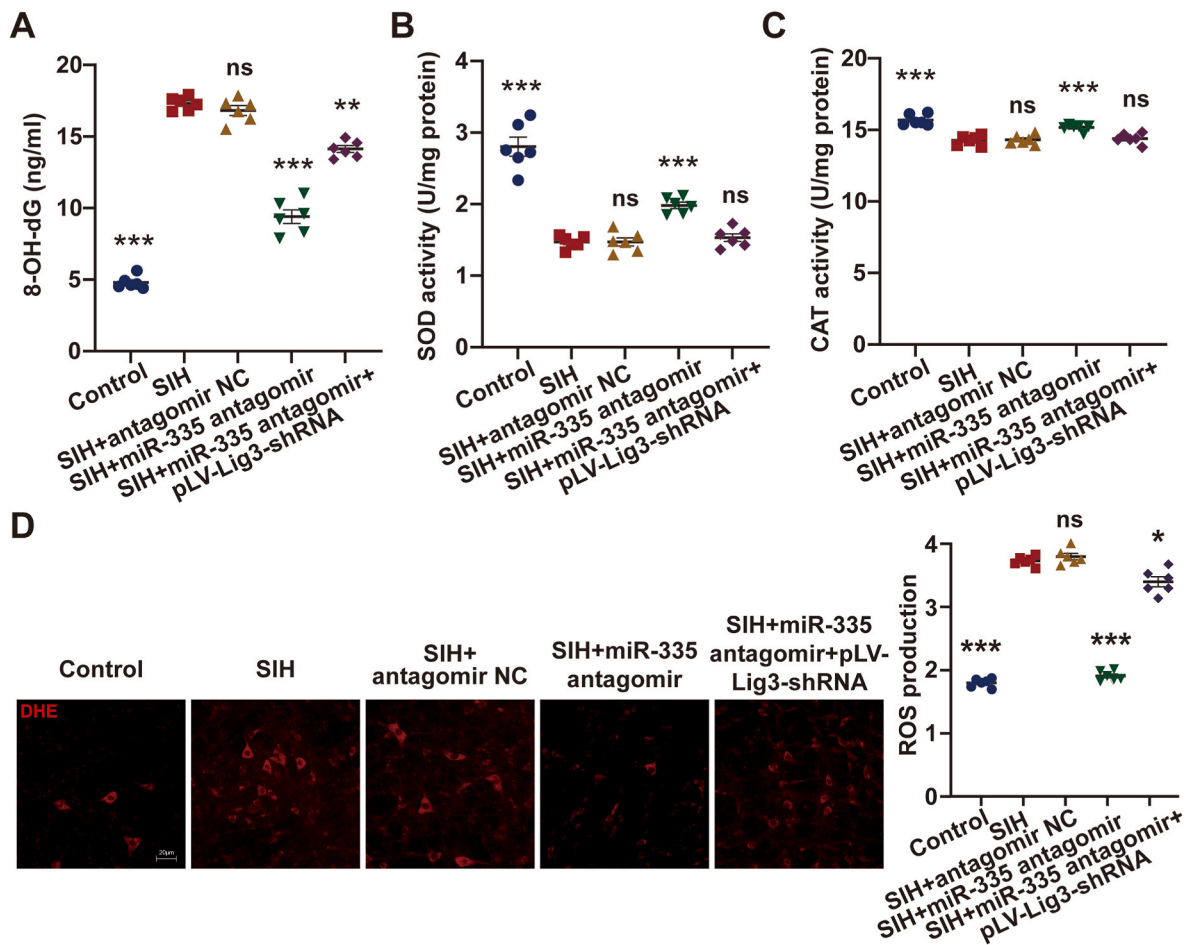 A
8-OH-dG (ng/ml)
20
15
10
5
0
***
ns
***
**
Control
SIH
SIH+antagomir NC
SIH+miR-335 antagomir
SIH+miR-335 antagomir+
pLV-Lig3-shRNA
B
SOD activity (U/mg protein)
4
3
2
1
0
***
ns
***
ns
Control
SIH
SIH+antagomir NC
SIH+miR-335 antagomir
SIH+miR-335 antagomir+
pLV-Lig3-shRNA
C
CAT activity (U/mg protein)
20
15
10
5
0
***
ns
***
ns
Control
SIH
SIH+antagomir NC
SIH+miR-335 antagomir
SIH+miR-335 antagomir+
pLV-Lig3-shRNA
D
Control
SIH
SIH+
antagomir NC
SIH+miR-335
antagomir
SIH+miR-335
antagomir+pLV-
Lig3-shRNA
DHE
20μm
ROS production
4
3
2
1
0
***
ns
***
*
Control
SIH
SIH+antagomir NC
SIH+miR-335 antagomir
SIH+miR-335 antagomir+
pLV-Lig3-shRNA